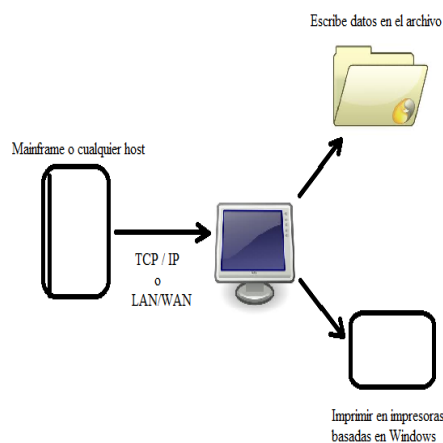 Escribe datos en el archivo
Mainframe o cualquier host
TCP / IP
o
LAN/WAN
Imprimir en impresoras
basadas en Windows